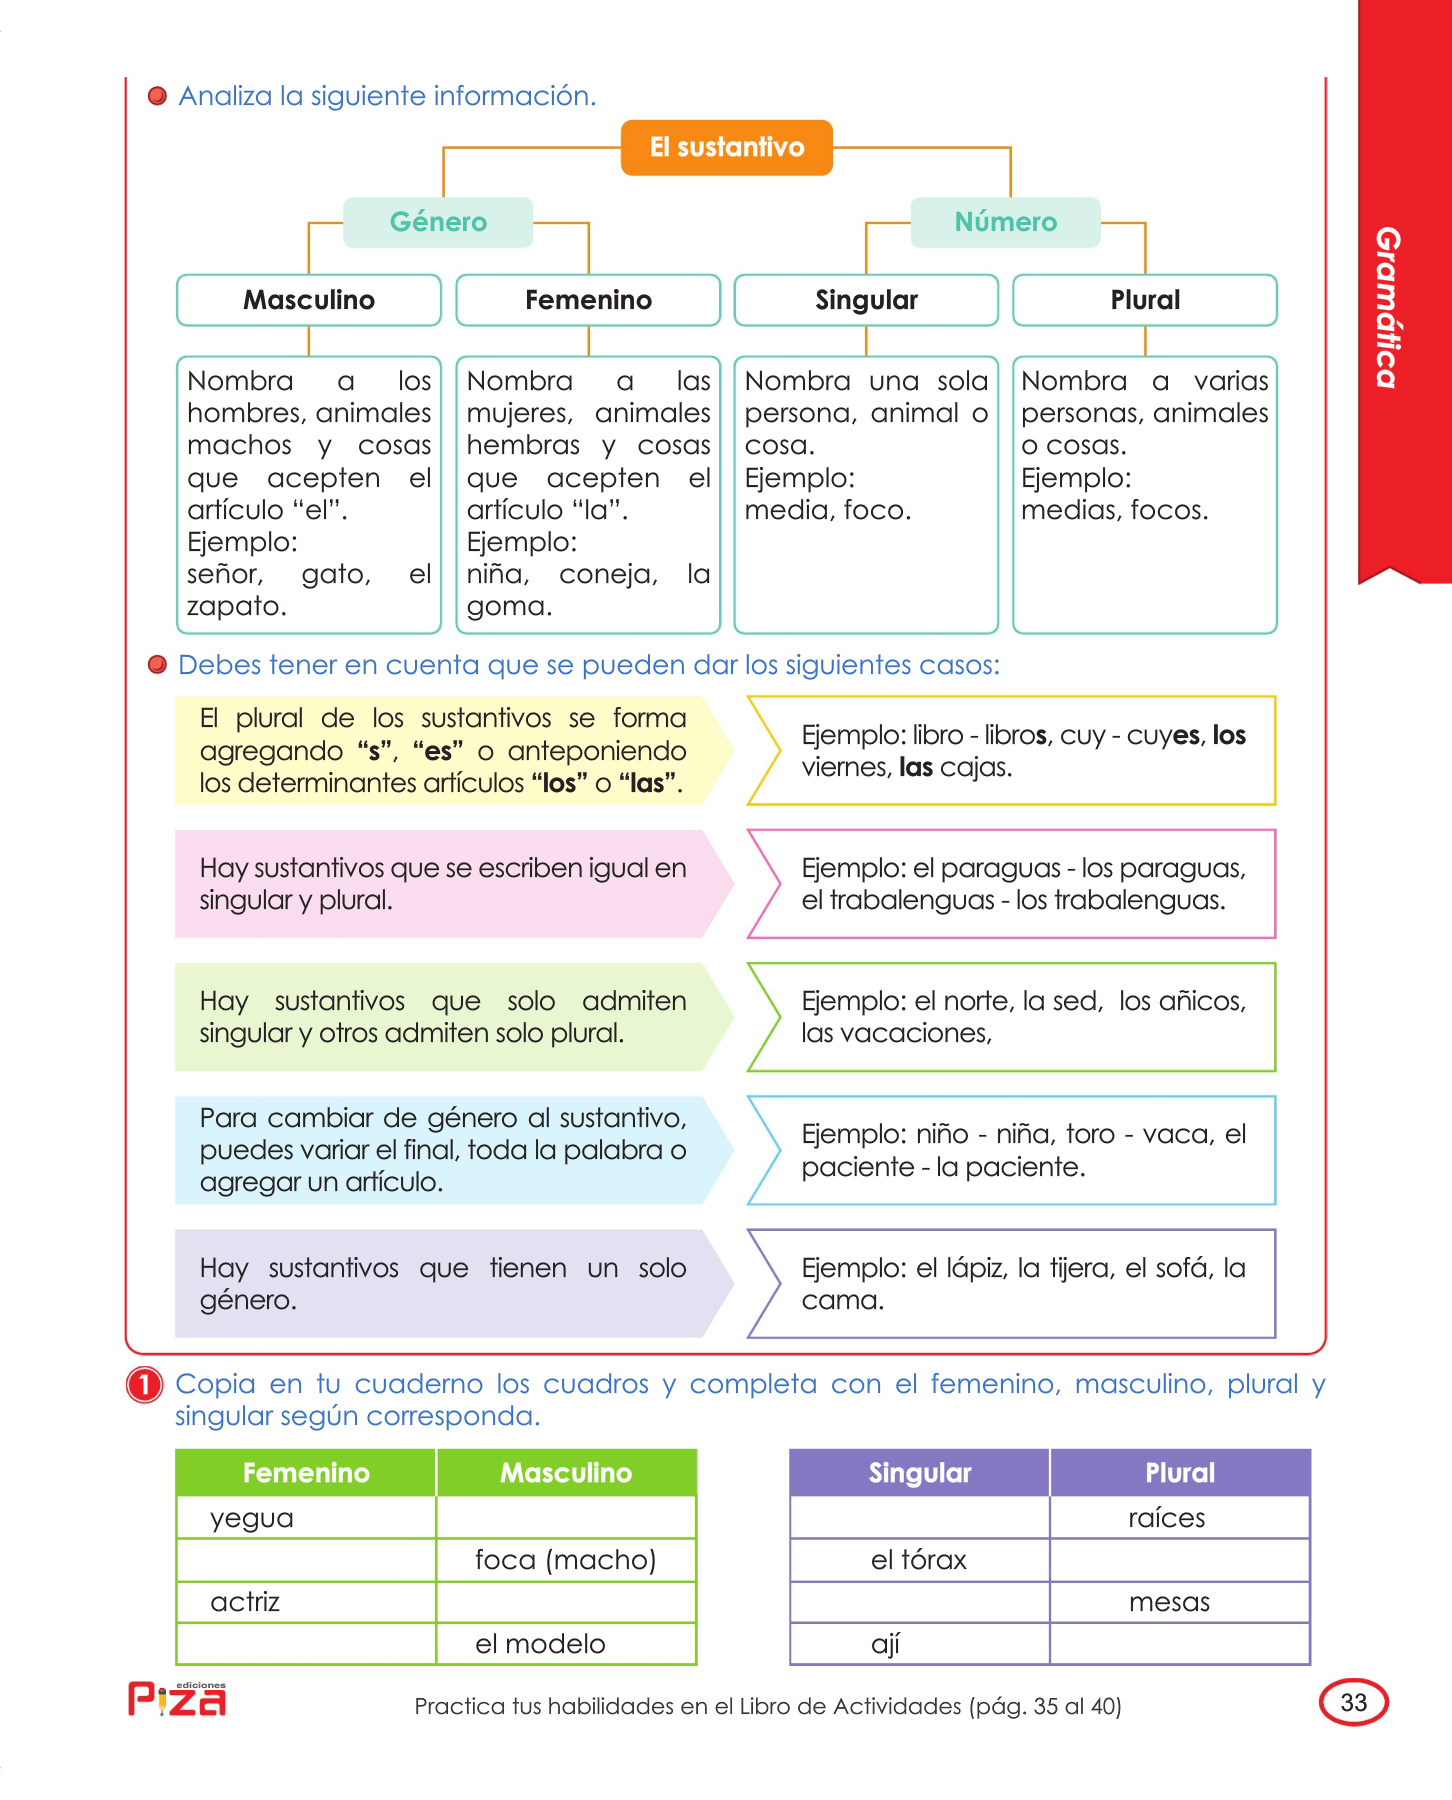 Analiza la siguiente información.
El sustantivo
Género
Número
Masculino
Femenino
Singular
Plural
Nombra a los
hombres, animales
machos y cosas
que acepten el
artículo “el”.
Ejemplo:
señor, gato, el
zapato.
Nombra a las
mujeres, animales
hembras y cosas
que acepten el
artículo “la”.
Ejemplo:
niña, coneja, la
goma.
Nombra una sola
persona, animal o
cosa.
Ejemplo:
media, foco.
Nombra a varias
personas, animales
o cosas.
Ejemplo:
medias, focos.
Gramática
Debes tener en cuenta que se pueden dar los siguientes casos:
El plural de los sustantivos se forma
agregando “s”, “es” o anteponiendo
los determinantes artículos “los” o “las”.
Ejemplo: libro - libros, cuy - cuyes, los
viernes, las cajas.
Hay sustantivos que se escriben igual en
singular y plural.
Ejemplo: el paraguas - los paraguas,
el trabalenguas - los trabalenguas.
Hay sustantivos que solo admiten
singular y otros admiten solo plural.
Ejemplo: el norte, la sed, los añicos,
las vacaciones,
Para cambiar de género al sustantivo,
puedes variar el final, toda la palabra o
agregar un artículo.
Ejemplo: niño - niña, toro - vaca, el
paciente - la paciente.
Hay sustantivos que tienen un solo
género.
Ejemplo: el lápiz, la tijera, el sofá, la
cama.
1 Copia en tu cuaderno los cuadros y completa con el femenino, masculino, plural y
singular según corresponda.
Femenino Masculino
yegua
foca (macho)
actriz
el modelo
Singular Plural
raíces
el tórax
mesas
ají
ediciones
Piza
Practica tus habilidades en el Libro de Actividades (pág. 35 al 40)
33